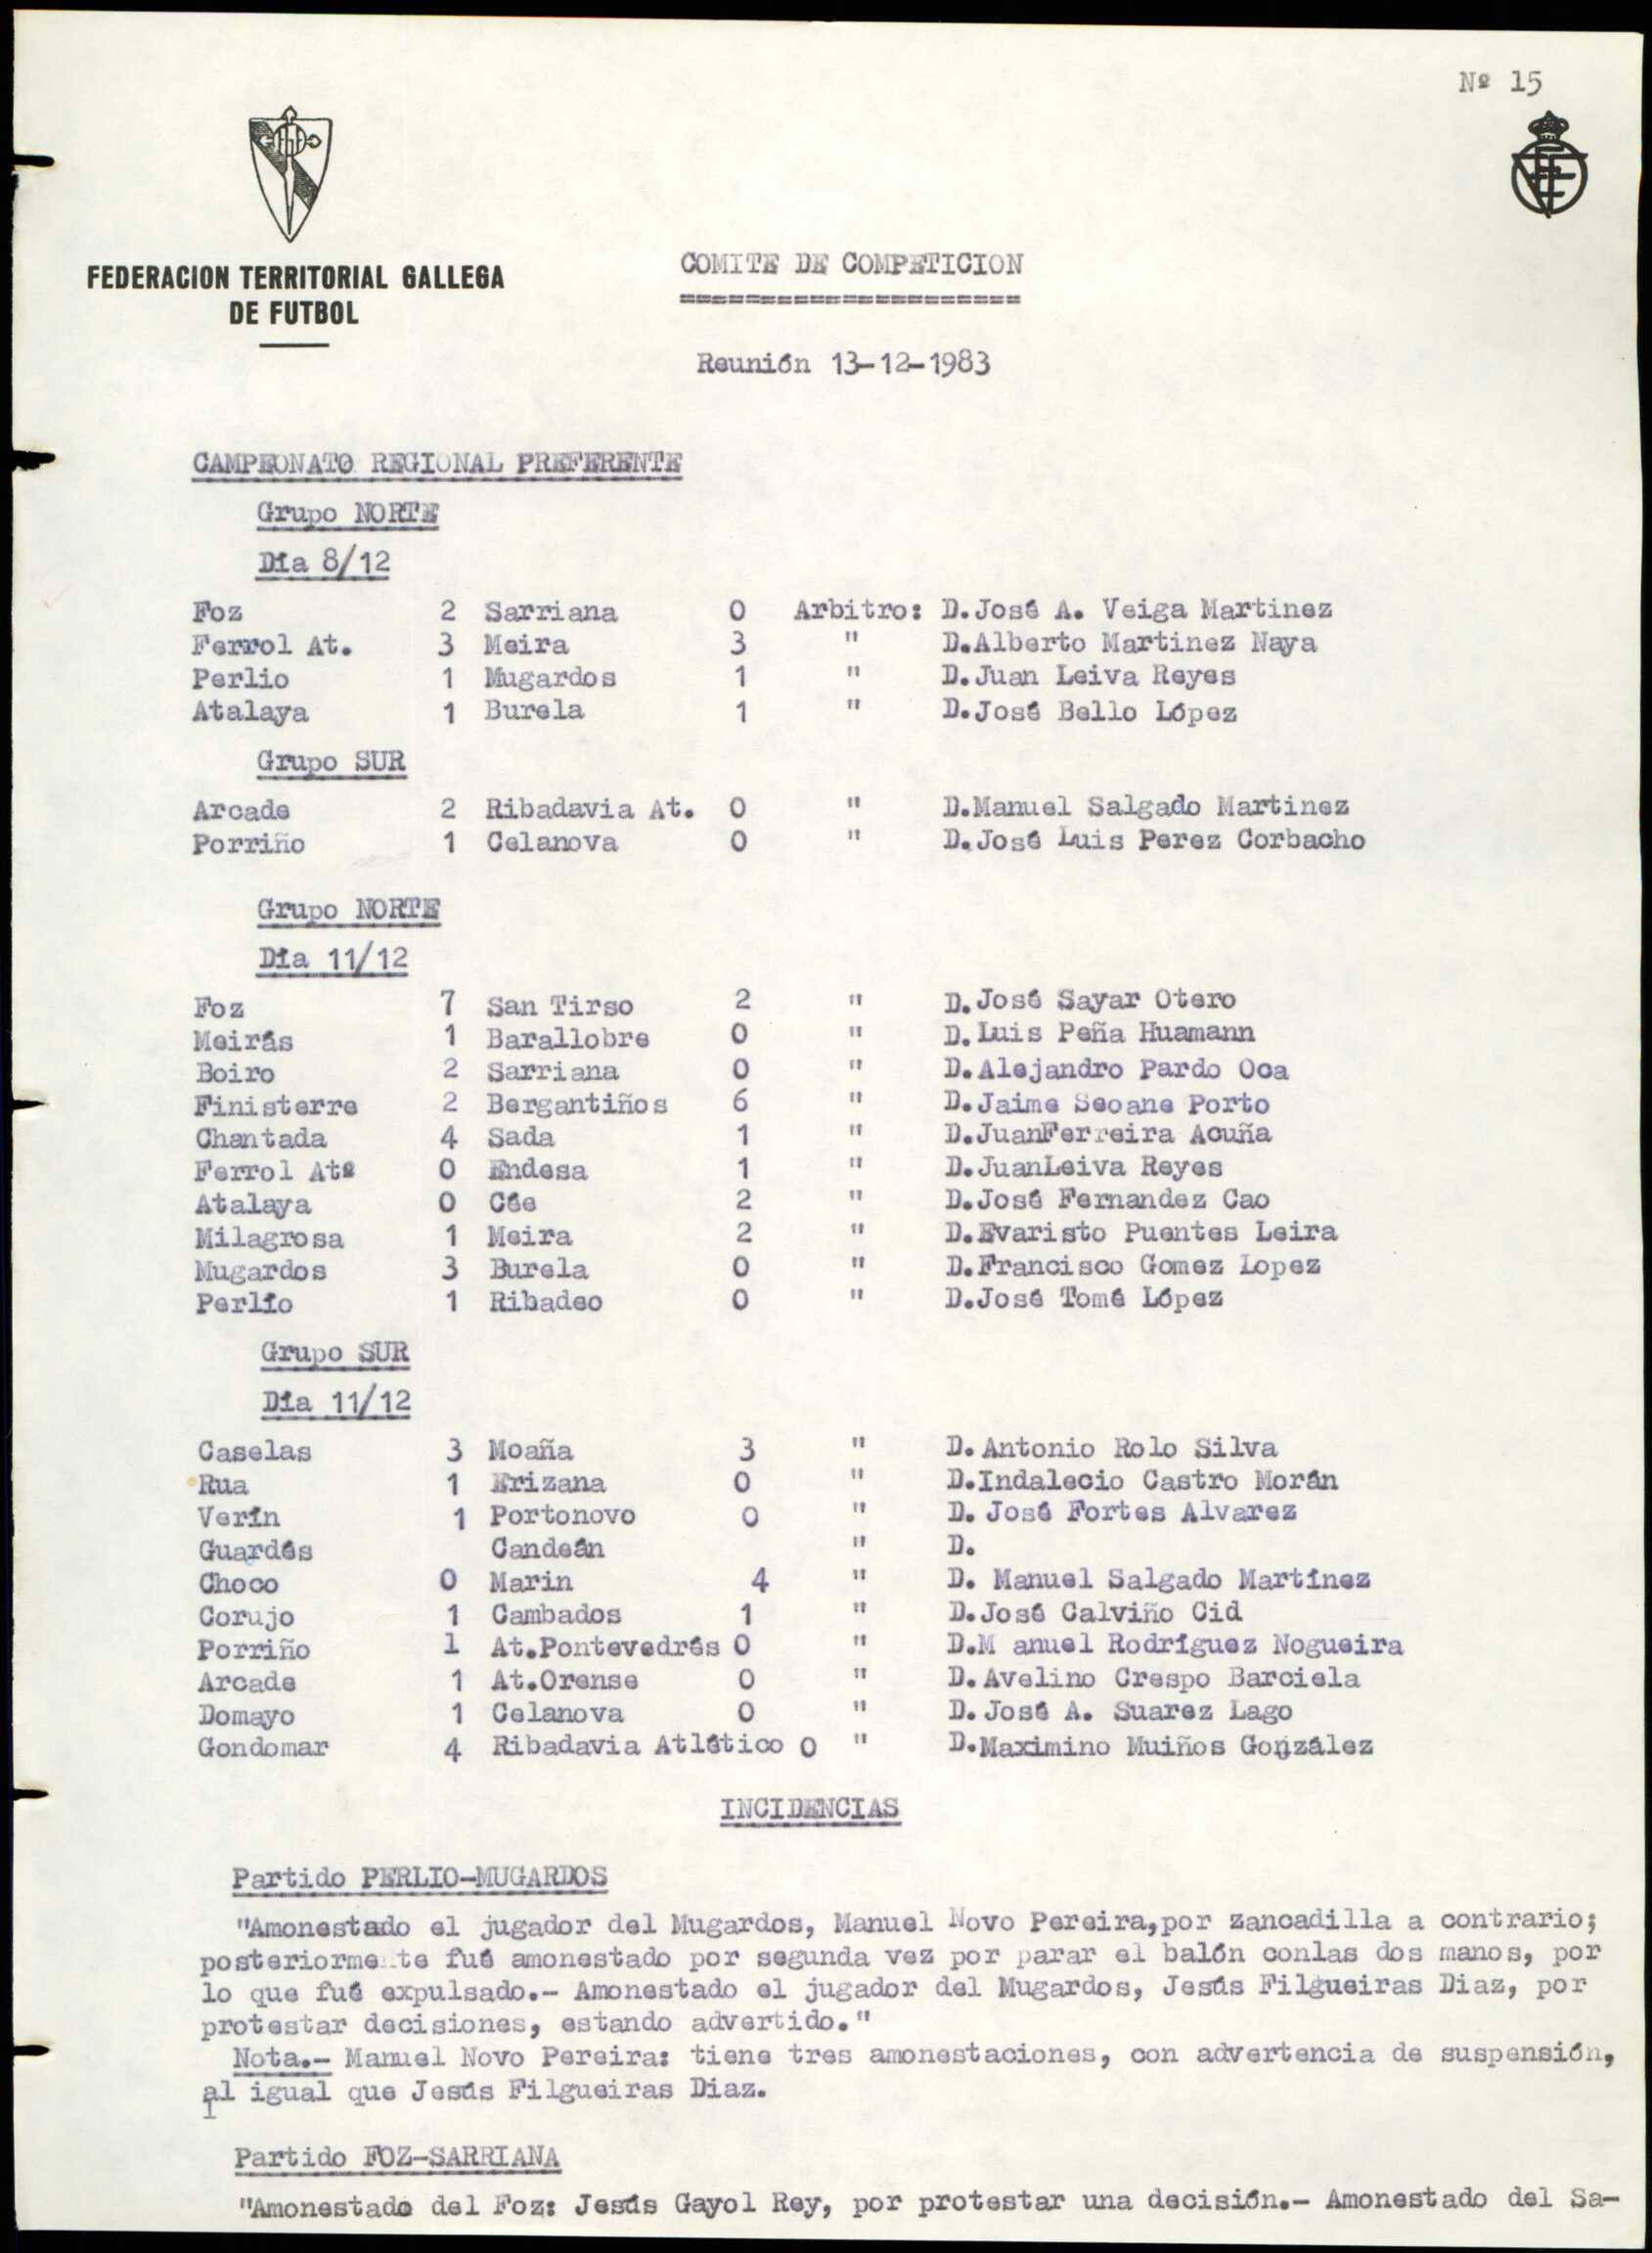 Nº 15
FEDERACION TERRITORIAL GALLEGA
DE FUTBOL
COMITE DE COMPETICION
=====================
Reunión 13-12-1983
CAMPEONATO REGIONAL PREFERENTE
Grupo NORTE
Día 8/12
Foz 2 Sarriana 0 Arbitro: D.José A. Veiga Martinez
Ferrol At. 3 Meira 3 " D.Alberto Martinez Naya
Perlio 1 Mugardos 1 " D.Juan Leiva Reyes
Atalaya 1 Burela 1 " D.José Bello López
Grupo SUR
Arcade 2 Ribadavia At. 0 " D.Manuel Salgado Martinez
Porriño 1 Celanova 0 " D.José Luis Perez Corbacho
Grupo NORTE
Día 11/12
Foz 7 San Tirso 2 " D.José Sayar Otero
Meirás 1 Barallobre 0 " D.Luis Peña Huamann
Boiro 2 Sarriana 0 " D.Alejandro Pardo Oca
Finisterre 2 Bergantiños 6 " D.Jaime Seoane Porto
Chantada 4 Sada 1 " D.JuanFerreira Acuña
Ferrol Atº 0 Endesa 1 " D.JuanLeiva Reyes
Atalaya 0 Cée 2 " D.José Fernandez Cao
Milagrosa 1 Meira 2 " D.Evaristo Puentes Leira
Mugardos 3 Burela 0 " D.Francisco Gomez Lopez
Perlío 1 Ribadeo 0 " D.José Tomé López
Grupo SUR
Día 11/12
Caselas 3 Moaña 3 " D.Antonio Rolo Silva
Rua 1 Erizana 0 " D.Indalecio Castro Morán
Verín 1 Portonovo 0 " D. José Fortes Alvarez
Guardés Candeán " D.
Choco 0 Marin 4 " D. Manuel Salgado Martínez
Corujo 1 Cambados 1 " D.José Calviño Cid
Porriño 1 At.Pontevedrés 0 " D.M anuel Rodríguez Nogueira
Arcade 1 At.Orense 0 " D.Avelino Crespo Barciela
Domayo 1 Celanova 0 " D.José A. Suarez Lago
Gondomar 4 Ribadavia Atlético 0 " D.Maximino Muiños González
INCIDENCIAS
Partido PERLIO-MUGARDOS
"Amonestado el jugador del Mugardos, Manuel Novo Pereira,por zancadilla a contrario;
posteriorme te fué amonestado por segunda vez por parar el balón conlas dos manos, por
lo que fué expulsado.- Amonestado el jugador del Mugardos, Jesús Filgueiras Diaz, por
protestar decisiones, estando advertido."
Nota.- Manuel Novo Pereira: tiene tres amonestaciones, con advertencia de suspensión,
al igual que Jesús Filgueiras Diaz.
Partido FOZ-SARRIANA
"Amonestado del Foz: Jesús Gayol Rey, por protestar una decisión.- Amonestado del Sa-